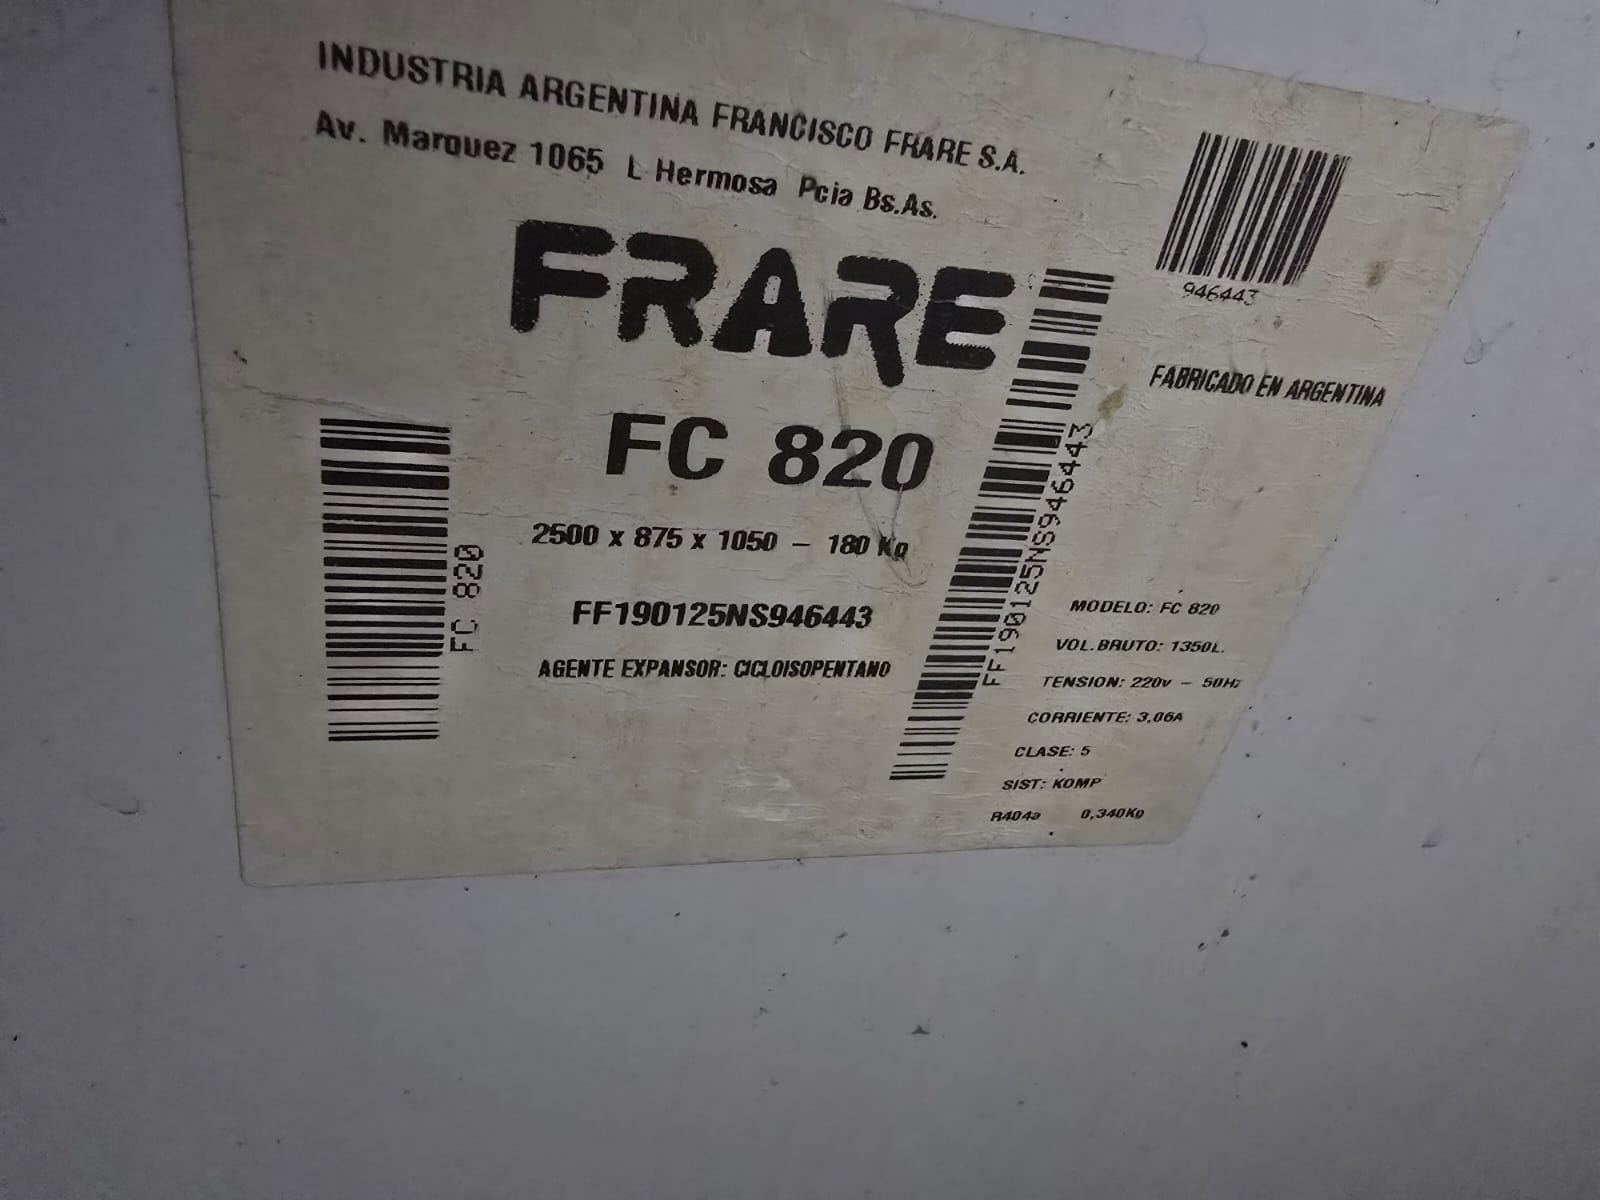 INDUSTRIA ARGENTINA FRANCISCO FRARE S.A.
Av. Marquez 1065 L Hermosa Pcia Bs.As.
FRARE
946443
FABRICADO EN ARGENTINA
FC 820
2500 x 875 x 1050 - 180 Kg
FF190125NS946443
AGENTE EXPANSOR: CICLOISOPENTANO
FC 820
FF190125NS946443
MODELO: FC 820
VOL. BRUTO: 1350L.
TENSION: 220v - 50Hz
CORRIENTE: 3,06A
CLASE: 5
SIST: KOMP
R404a 0,340Kg